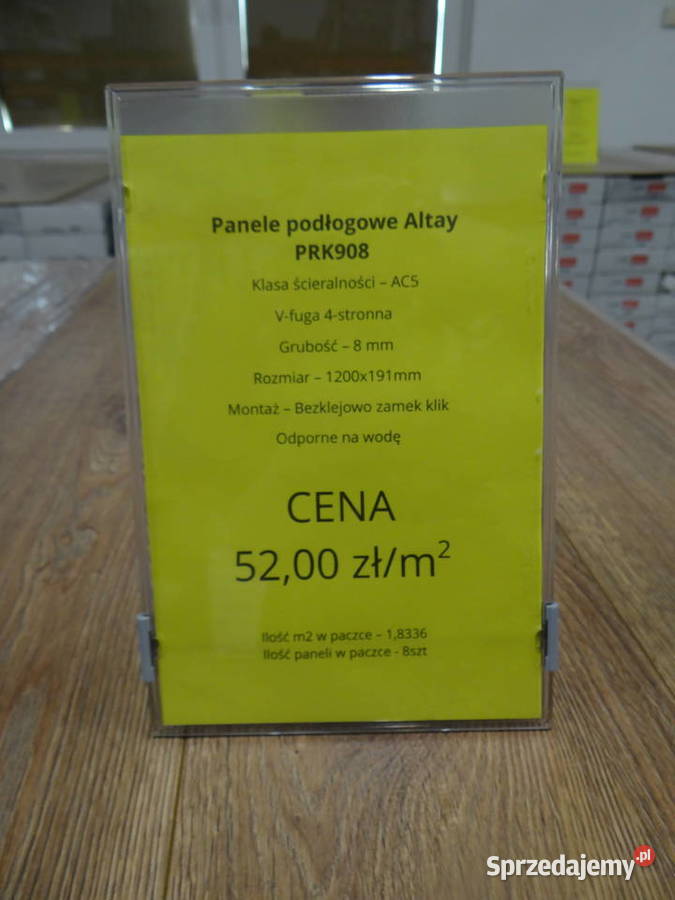 Panele podłogowe Altay
PRK908
Klasa ścieralności – AC5
V-fuga 4-stronna
Grubość – 8 mm
Rozmiar – 1200x191mm
Montaż – Bezklejowo zamek klik
Odporne na wodę
CENA
52,00 zł/m²
Ilość m2 w paczce – 1,8336
Ilość paneli w paczce - 8szt
Sprzedajemy.pl